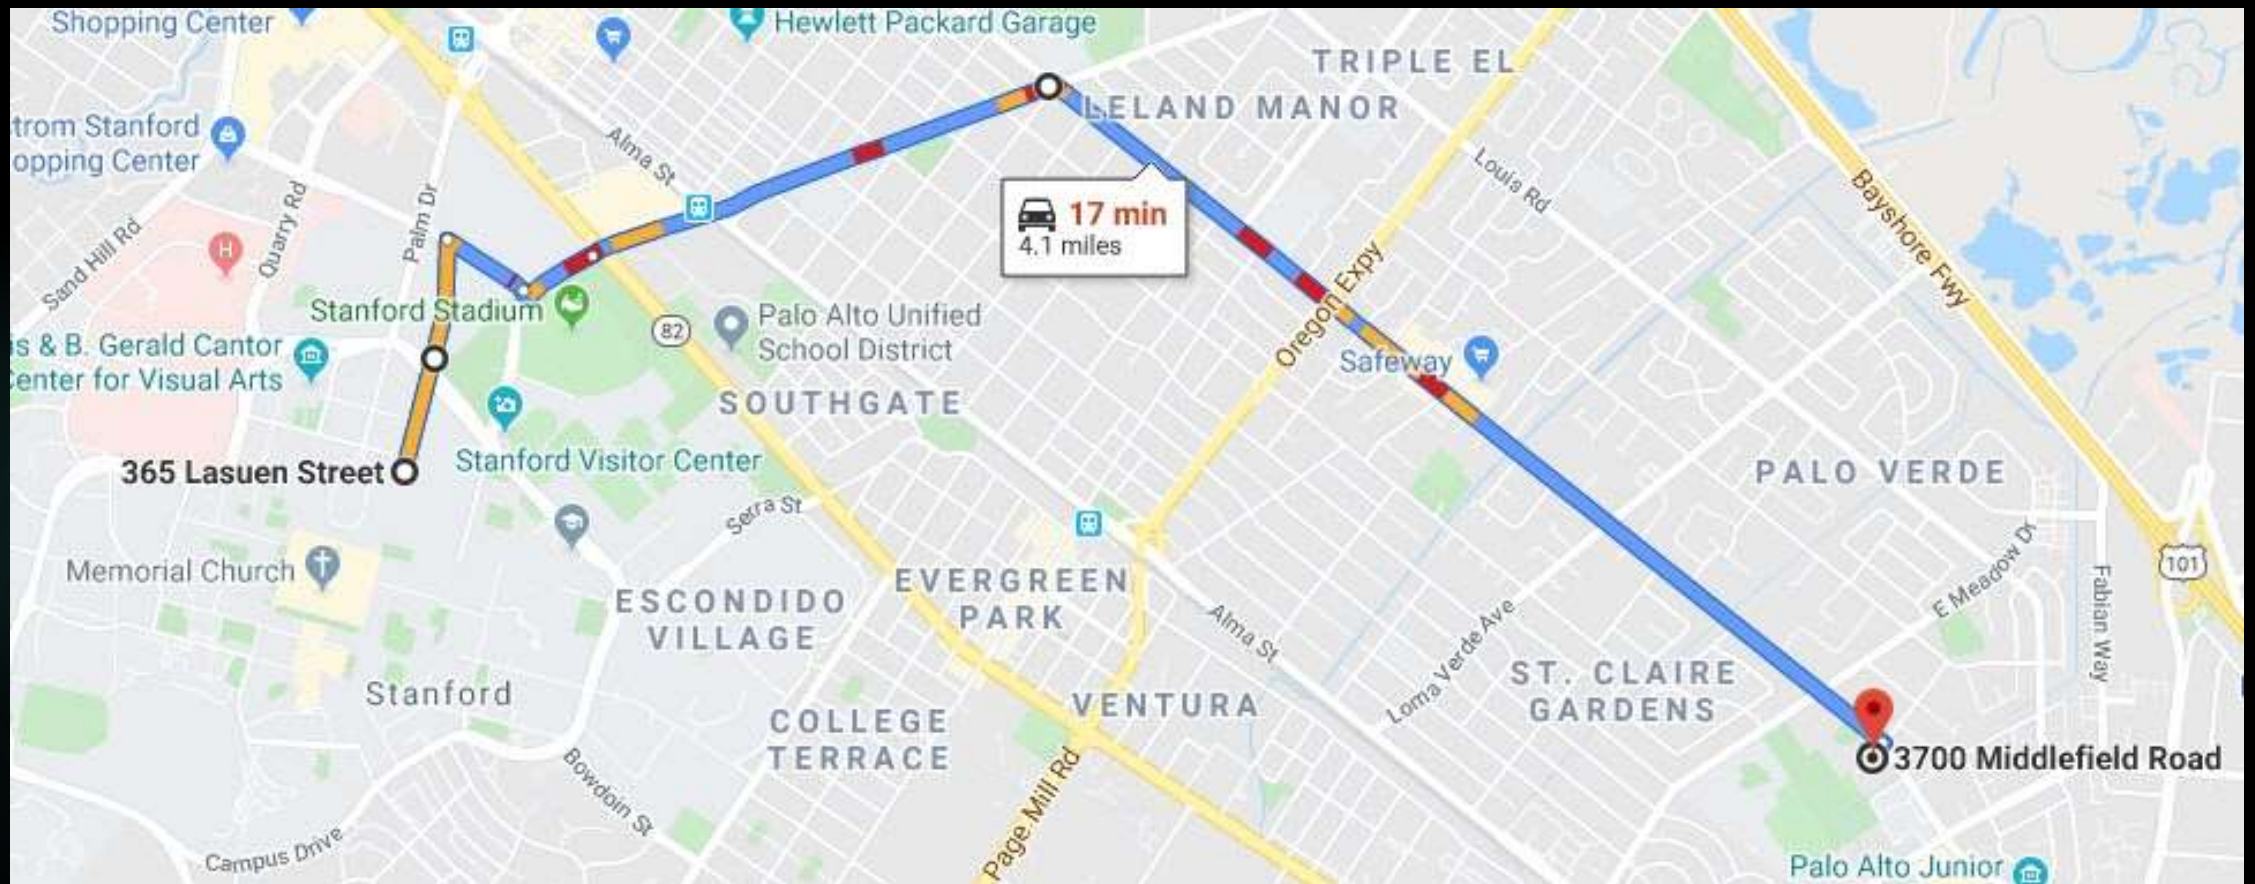 Shopping Center
Hewlett Packard Garage
TRIPLE EL
LELAND MANOR
trom Stanford
opping Center
Alma St
Louis Rd
Bayshore Fwy
Quarry Rd
Palm Dr
Sand Hill Rd
H
17 min
4.1 miles
Stanford Stadium
82
Palo Alto Unified
School District
Oregon Expy
Safeway
is & B. Gerald Cantor
Center for Visual Arts
SOUTHGATE
365 Lasuen Street
Stanford Visitor Center
PALO VERDE
Serra St
Memorial Church
ESCONDIDO
VILLAGE
EVERGREEN
PARK
Alma St
Loma Verde Ave
E Meadow Dr
Fabian Way
101
Stanford
COLLEGE
TERRACE
VENTURA
ST. CLAIRE
GARDENS
3700 Middlefield Road
Bowdoin St
Page Mill Rd
Campus Drive
Palo Alto Junior